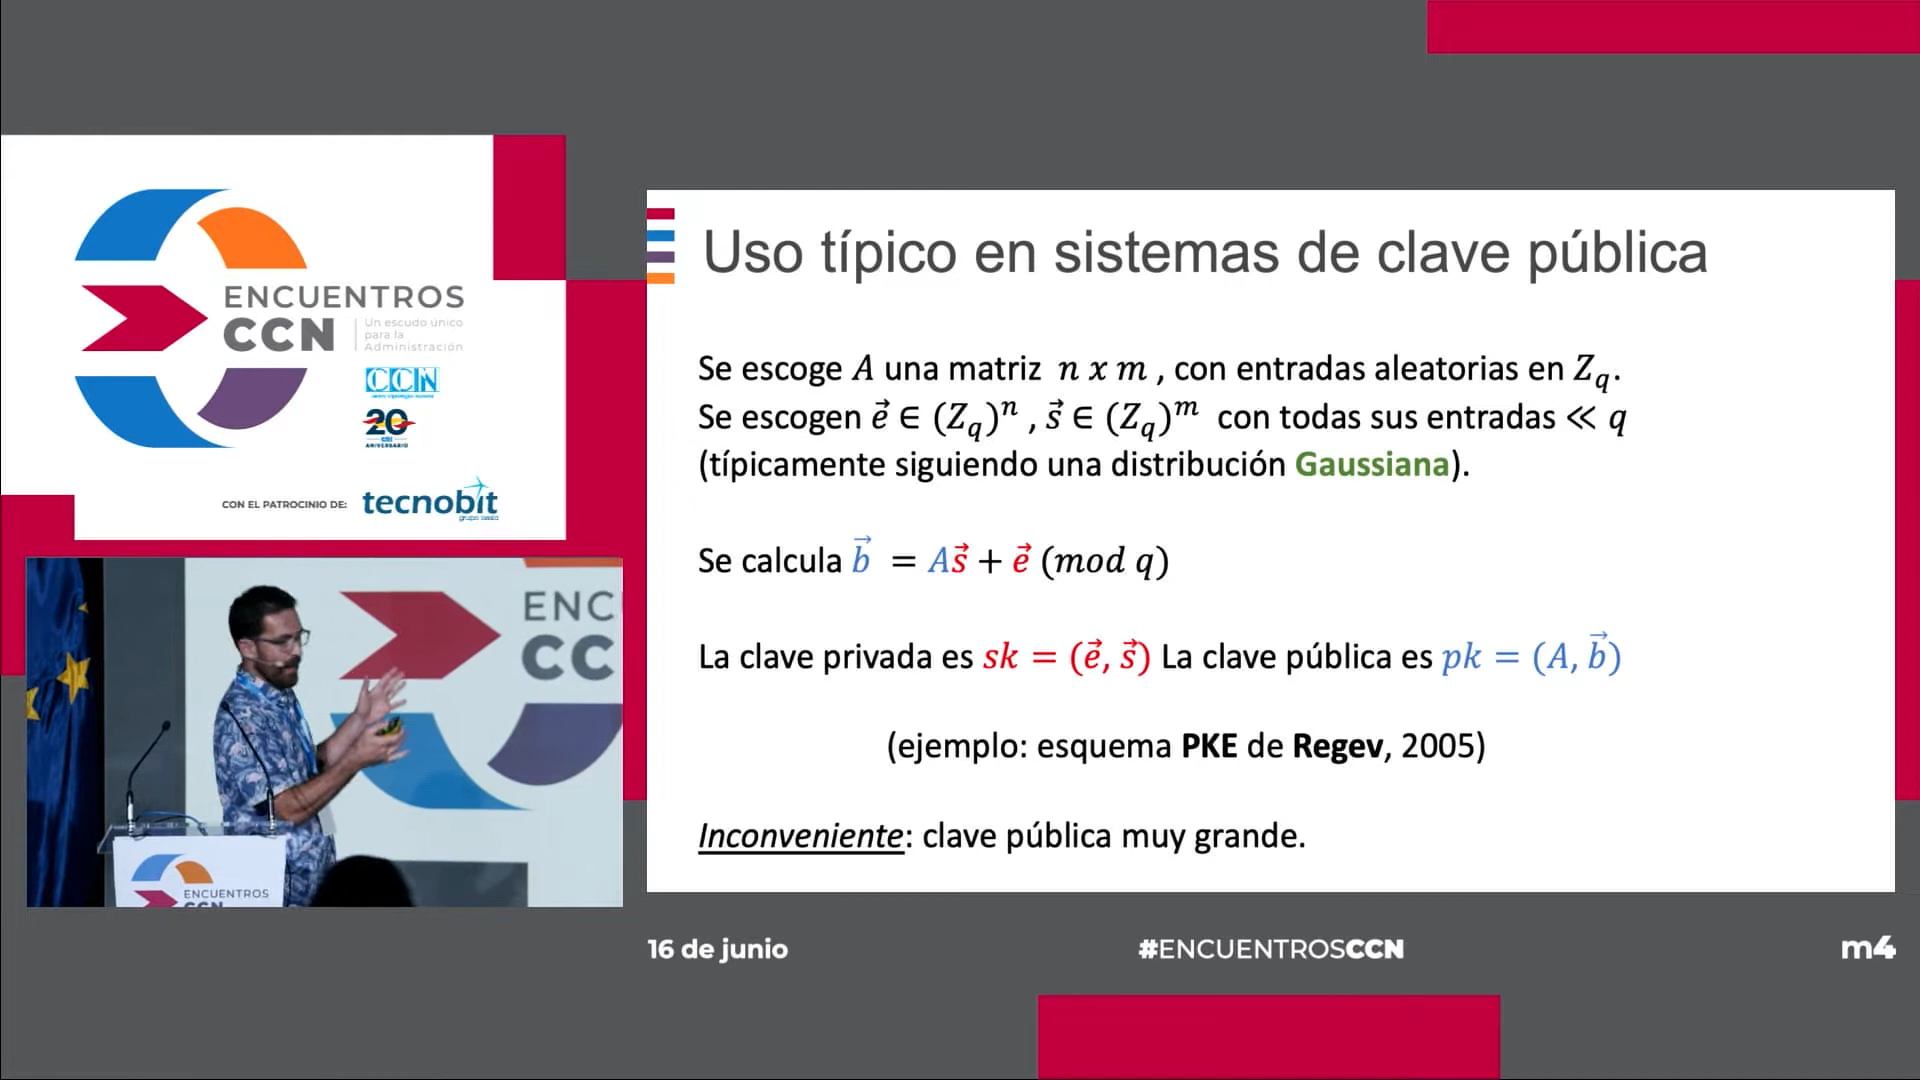 ENCUENTROS
CCN
Un escudo único
para la
Administración
CCN
20
ANIVERSARIO
CON EL PATROCINIO DE:
tecnobit
ENC
CC
ENCUENTROS
CCN
Uso típico en sistemas de clave pública
Se escoge A una matriz n x m , con entradas aleatorias en Z_q.
Se escogen e⃗ ∈ (Z_q)^n , s⃗ ∈ (Z_q)^m con todas sus entradas ≪ q
(típicamente siguiendo una distribución Gaussiana).
Se calcula b⃗ = As⃗ + e⃗ (mod q)
La clave privada es sk = (e⃗, s⃗) La clave pública es pk = (A, b⃗)
(ejemplo: esquema PKE de Regev, 2005)
Inconveniente: clave pública muy grande.
16 de junio
#ENCUENTROSCCN
m4